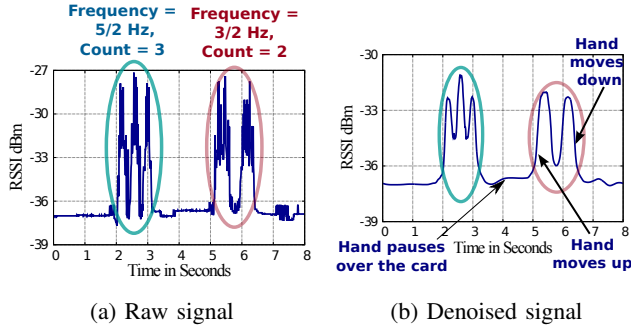 Frequency =
5/2 Hz,
Count = 3
Frequency =
3/2 Hz,
Count = 2
-27
-30
-33
-36
-39
RSSI dBm
0 1 2 3 4 5 6 7 8
Time in Seconds
(a) Raw signal
Hand
moves
down
-30
-33
-36
-39
RSSI dBm
0 1 2 3 4 5 6 7 8
Time in Seconds
Hand pauses
over the card
Hand
moves up
(b) Denoised signal